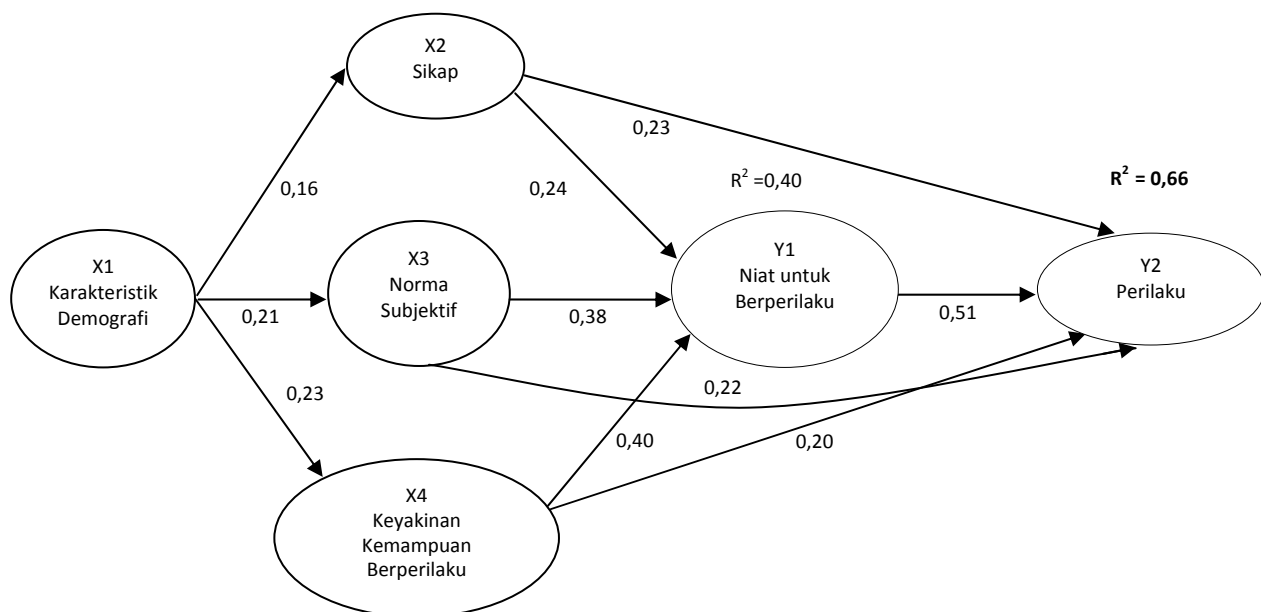 X2
Sikap
0,23
0,16
0,24
R² =0,40
R² = 0,66
X1
Karakteristik
Demografi
X3
Norma
Subjektif
Y1
Niat untuk
Berperilaku
Y2
Perilaku
0,21
0,38
0,51
0,23
0,22
0,40
0,20
X4
Keyakinan
Kemampuan
Berperilaku